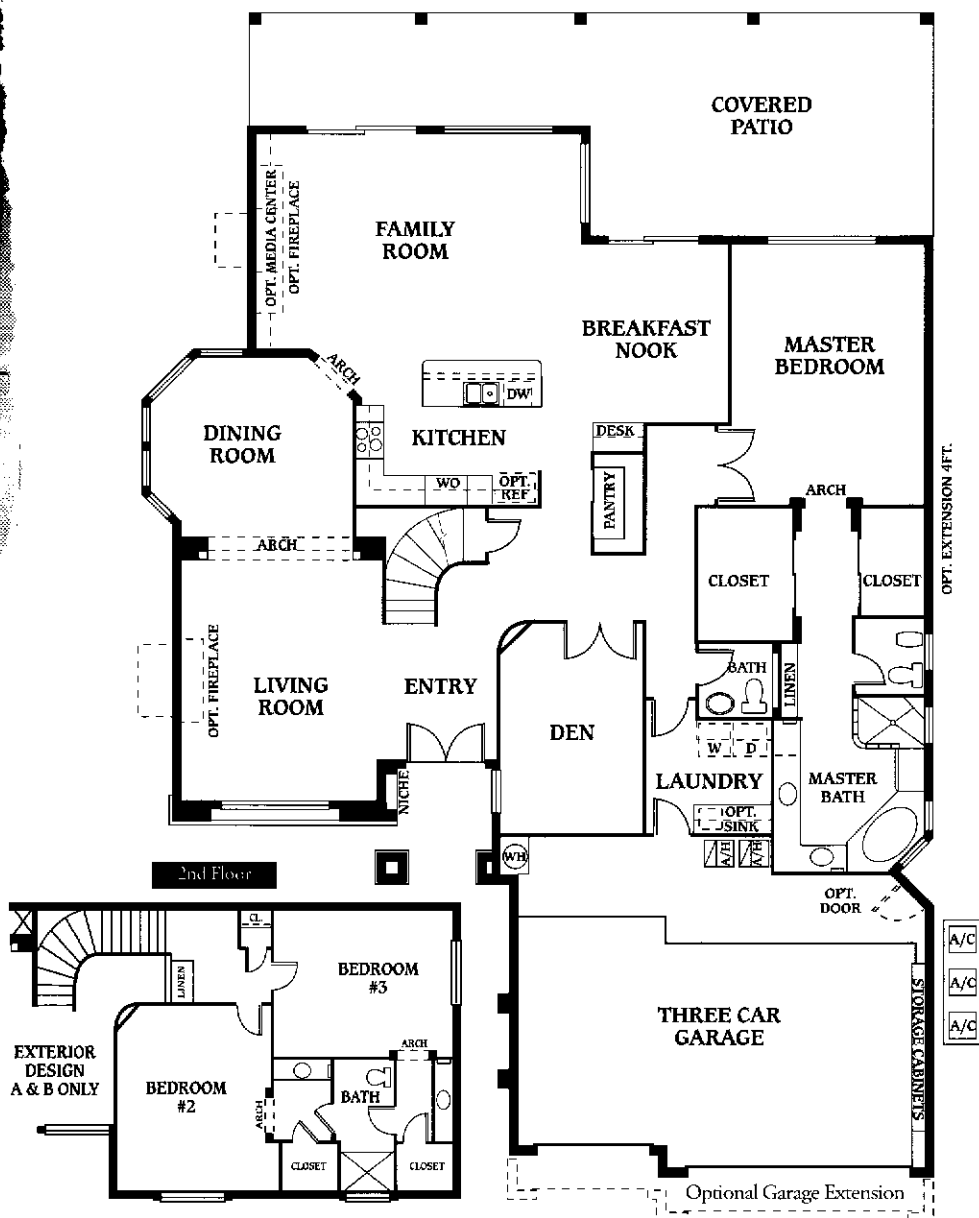 COVERED
PATIO
OPT. MEDIA CENTER
OPT. FIREPLACE
FAMILY
ROOM
BREAKFAST
NOOK
MASTER
BEDROOM
ARCH
DW
DINING
ROOM
KITCHEN
DESK
WO
OPT.
REF
PANTRY
ARCH
OPT. EXTENSION 4FT.
ARCH
CLOSET
CLOSET
OPT. FIREPLACE
LIVING
ROOM
ENTRY
BATH
LINEN
DEN
W
D
LAUNDRY
MASTER
BATH
NICHE
OPT.
SINK
WH
A/H
A/H
2nd Floor
OPT.
DOOR
CL.
A/C
A/C
A/C
LINEN
BEDROOM
#3
STORAGE CABINETS
THREE CAR
GARAGE
EXTERIOR
DESIGN
A & B ONLY
ARCH
BEDROOM
#2
BATH
ARCH
CLOSET
CLOSET
Optional Garage Extension